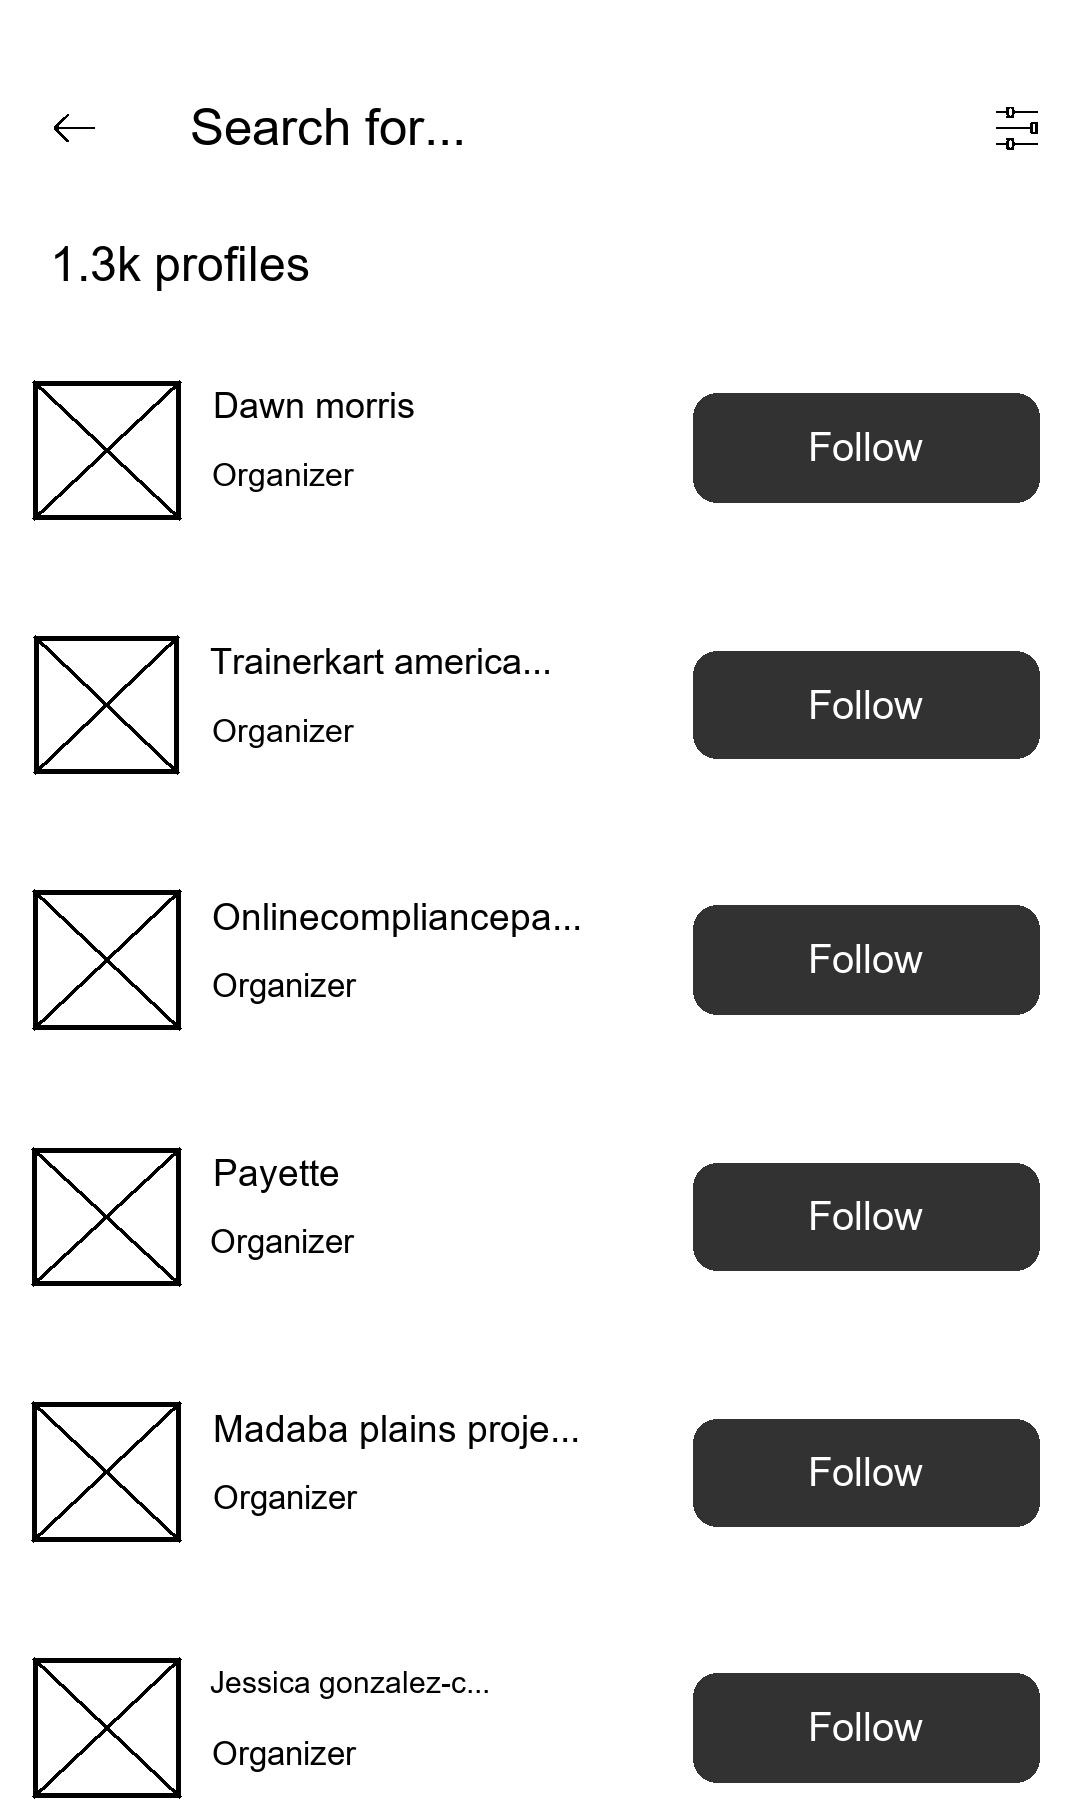 Search for...
1.3k profiles
Dawn morris
Organizer
Follow
Trainerkart america...
Organizer
Follow
Onlinecompliancepa...
Organizer
Follow
Payette
Organizer
Follow
Madaba plains proje...
Organizer
Follow
Jessica gonzalez-c...
Organizer
Follow